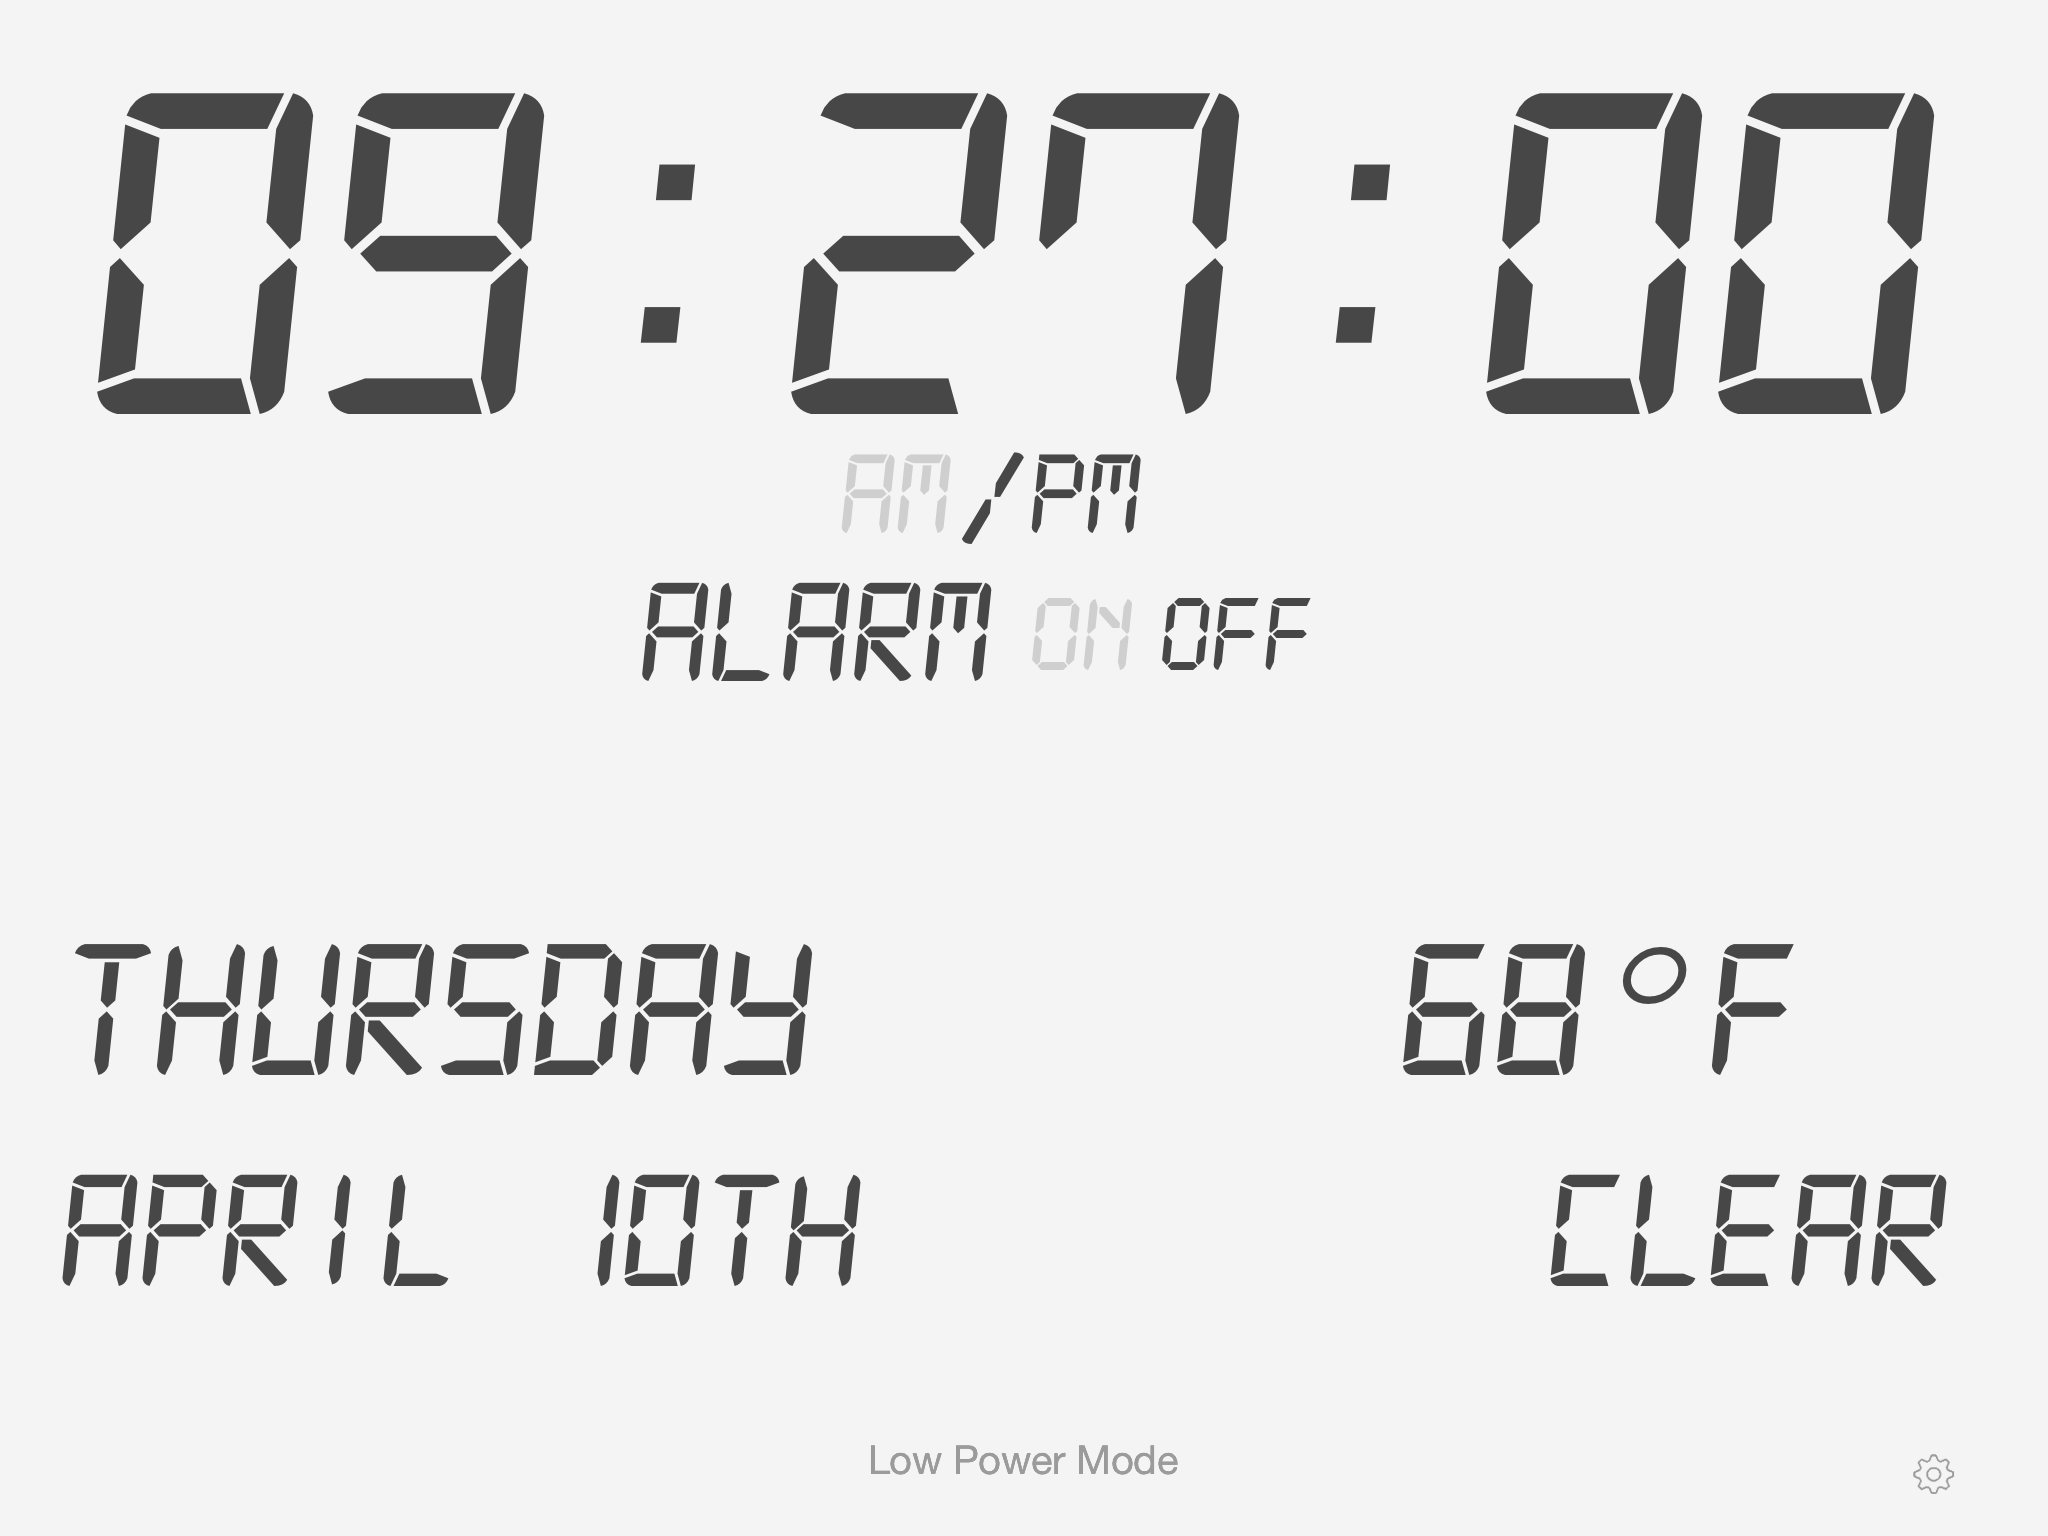 09:27:00
AM/PM
ALARM ON OFF
THURSDAY
68°F
APRIL 10TH
CLEAR
Low Power Mode